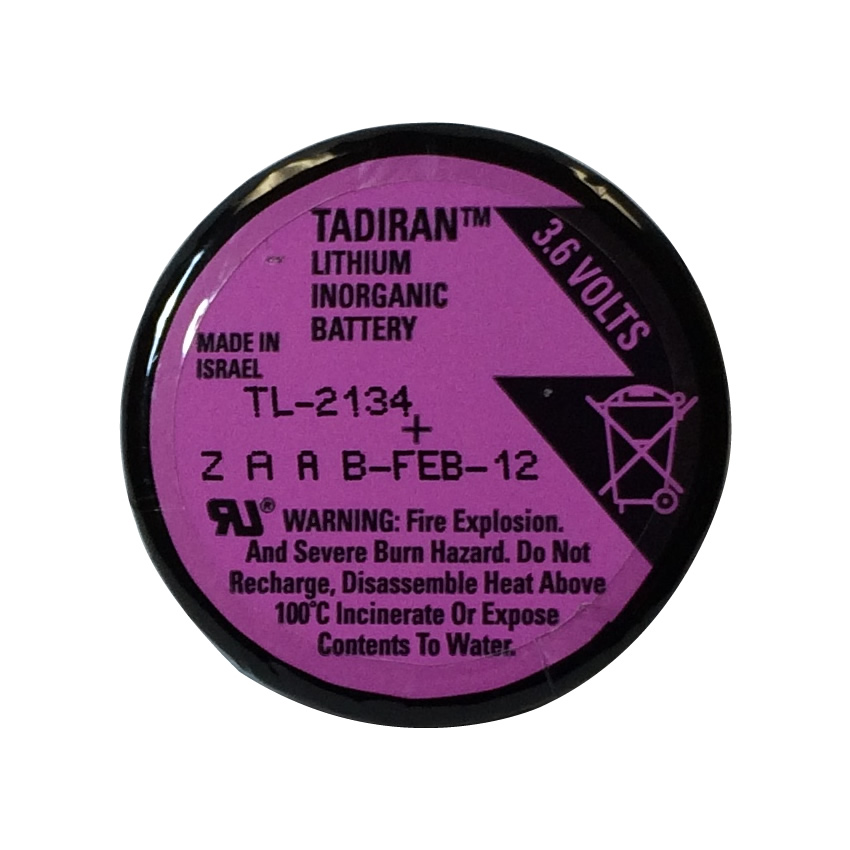 TADIRAN™
LITHIUM
INORGANIC
BATTERY
3.6 VOLTS
MADE IN
ISRAEL
TL-2134
+
Z A A B-FEB-12
RU® WARNING: Fire Explosion.
And Severe Burn Hazard. Do Not
Recharge, Disassemble Heat Above
100°C Incinerate Or Expose
Contents To Water.